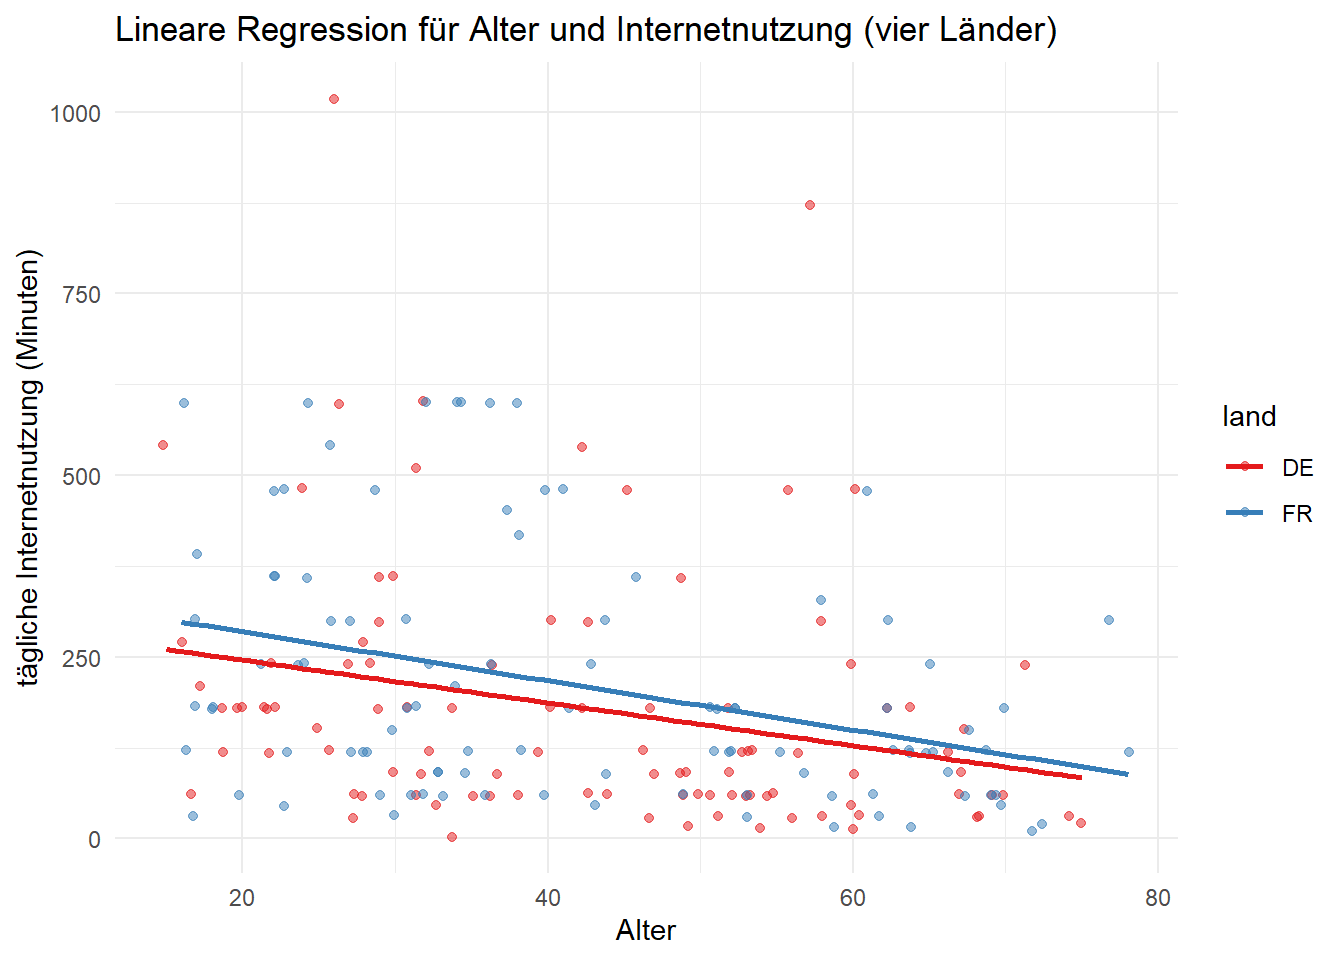 Lineare Regression für Alter und Internetnutzung (vier Länder)
tägliche Internetnutzung (Minuten)
1000
750
500
250
0
20
40
60
80
Alter
land
DE
FR